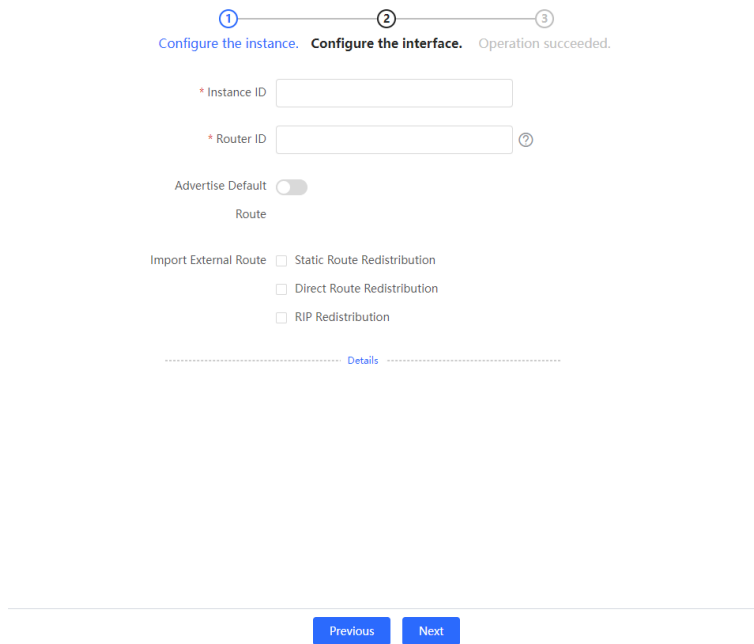 1 2 3
Configure the instance. Configure the interface. Operation succeeded.
* Instance ID
* Router ID ?
Advertise Default
Route
Import External Route Static Route Redistribution
Direct Route Redistribution
RIP Redistribution
Details
Previous Next